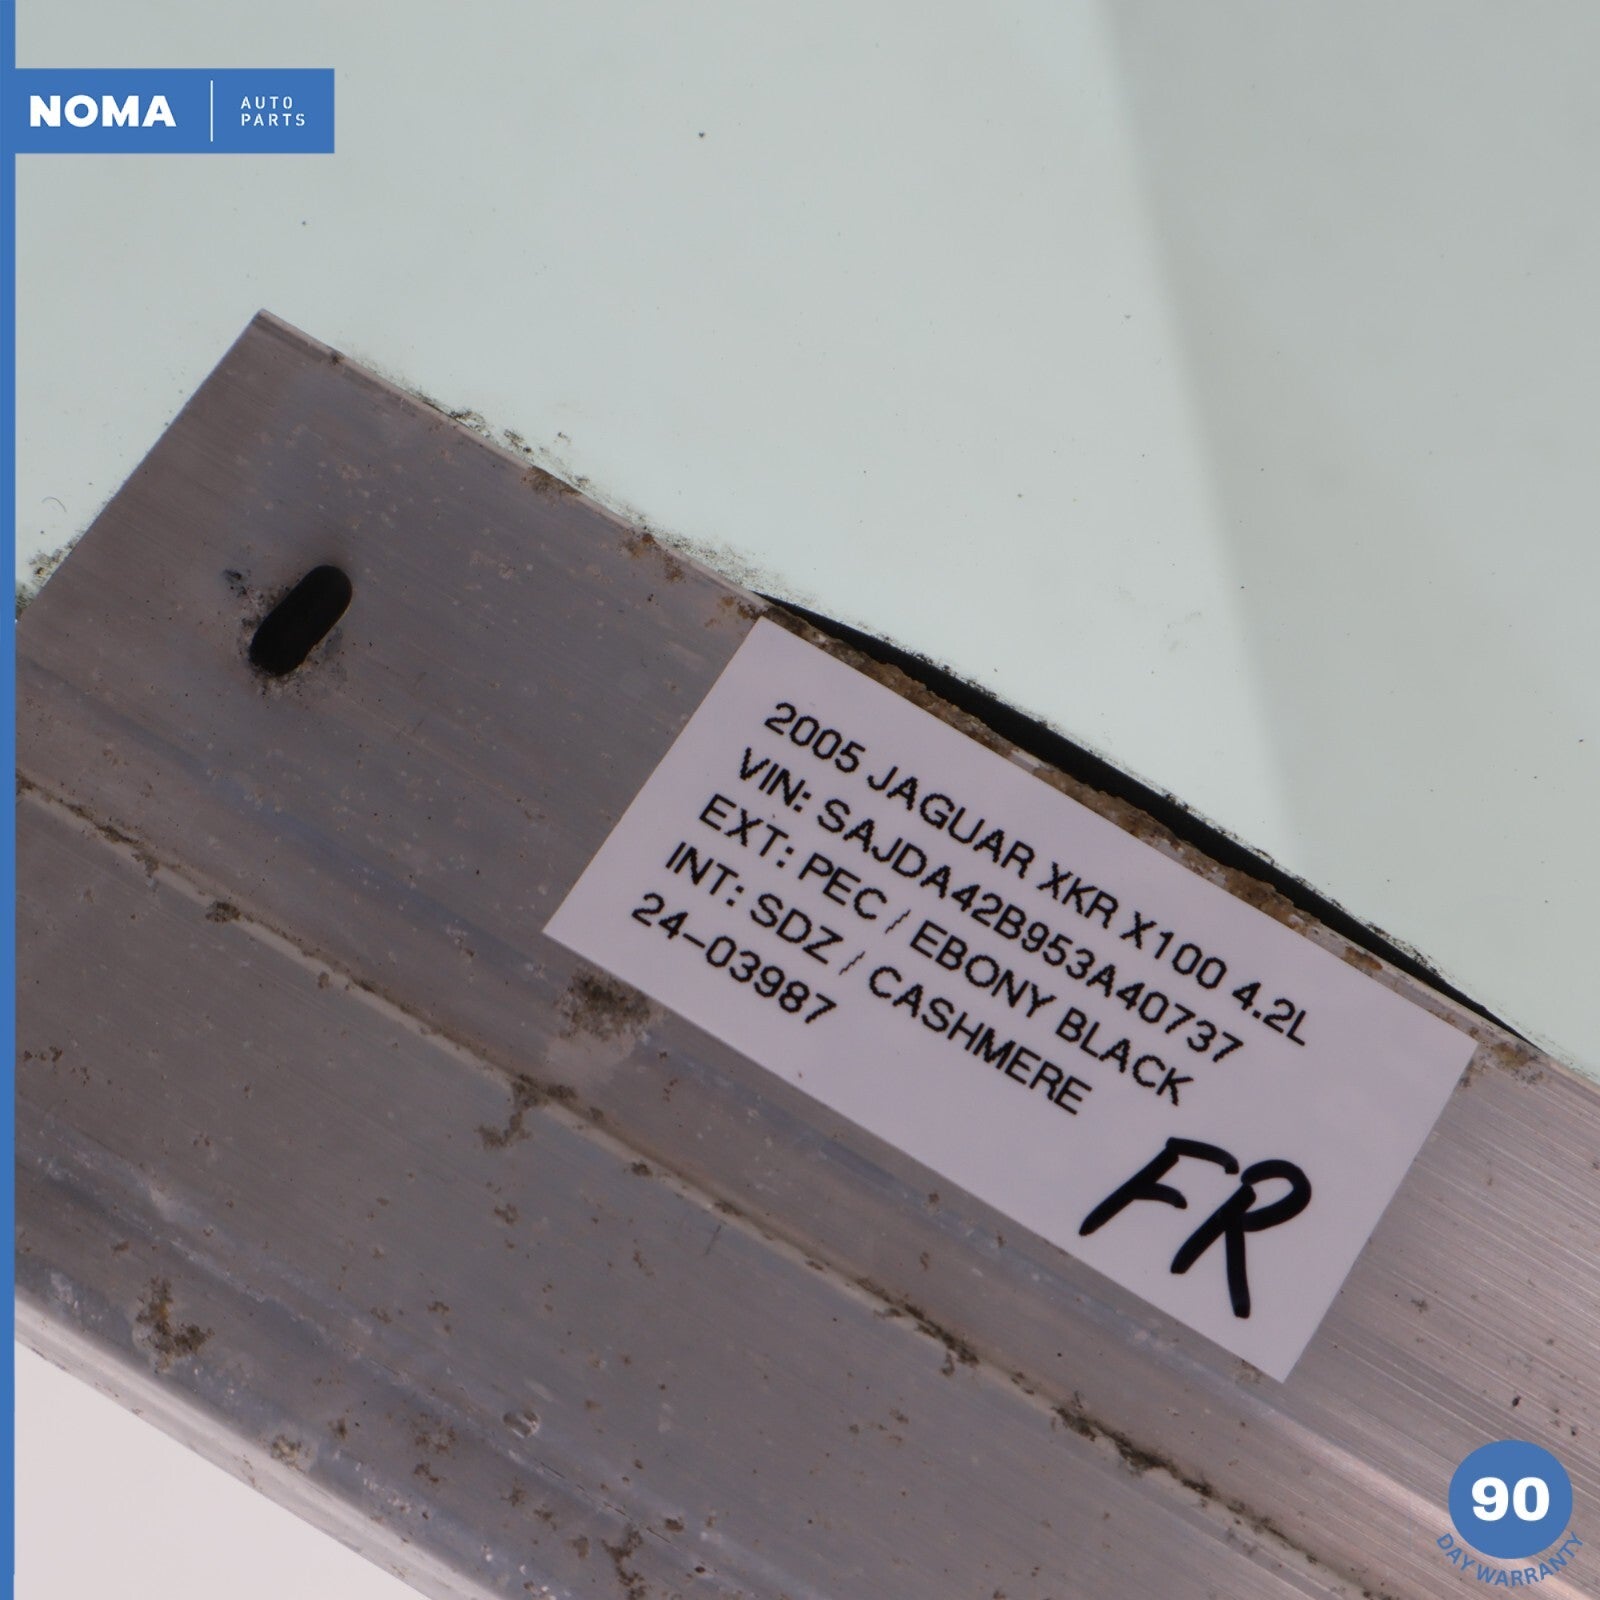 NOMA
AUTO
PARTS
2005 JAGUAR XKR X100 4.2L
VIN: SAJDA42B953A40737
EXT: PEC / EBONY BLACK
INT: SDZ / CASHMERE
24-03987
FR
90
DAY WARRANTY